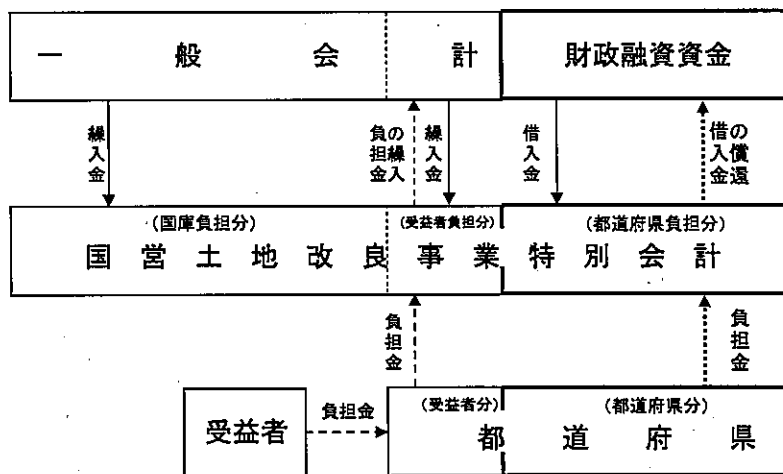 一般会計
財政融資資金
繰入金
負担金の繰入
繰入金
借入金
借入金の償還
(国庫負担分)
(受益者負担分)
(都道府県負担分)
国営土地改良事業特別会計
負担金
負担金
受益者
負担金
(受益者分)
(都道府県分)
都道府県